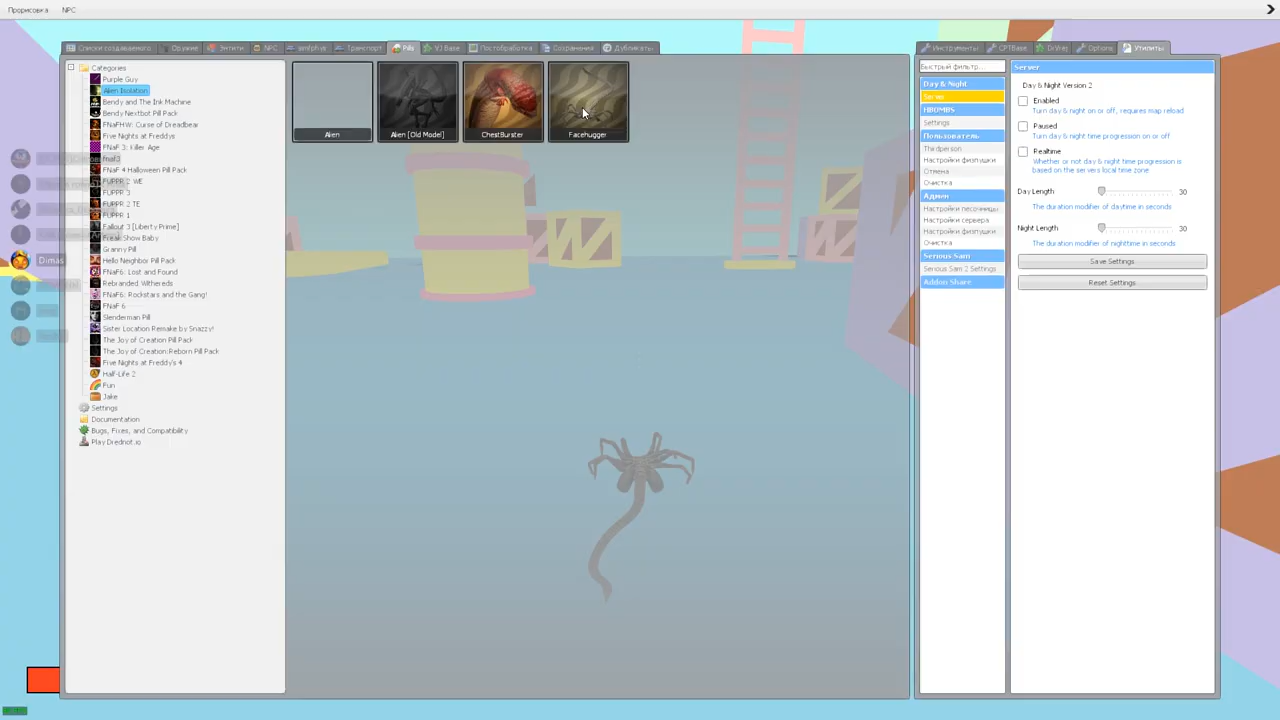 Прорисовка NPC
Списки создаваемого Оружие Энтити NPC simfphys Транспорт Pills VJ Base Постобработка Сохранения Дубликаты
Инструменты CPTBase DrVrej Options Утилиты
Categories
Purple Guy
Alien Isolation
Bendy and The Ink Machine
Bendy Nextbot Pill Pack
FNaFHW: Curse of Dreadbear
Five Nights at Freddys
FNaF 3: Killer Age
fnaf3
FNaF 4 Halloween Pill Pack
FUPPR 2 WE
FUPPR 3
FUPPR 2 TE
FUPPR 1
Fallout 3 [Liberty Prime]
Freak Show Baby
Granny Pill
Hello Neighbor Pill Pack
FNaF6: Lost and Found
Rebranded Withereds
FNaF6: Rockstars and the Gang!
FNaF 6
Slenderman Pill
Sister Location Remake by Snazzy!
The Joy of Creation Pill Pack
The Joy of Creation:Reborn Pill Pack
Five Nights at Freddy's 4
Half-Life 2
Fun
Jake
Settings
Documentation
Bugs, Fixes, and Compatibility
Play Drednot.io
Dimas
Alien
Alien [Old Model]
ChestBurster
Facehugger
Быстрый фильтр...
Day & Night
Server
HBOMBS
Settings
Пользователь
Thirdperson
Настройки физпушки
Отмена
Очистка
Админ
Настройки песочницы
Настройки сервера
Настройки физпушки
Очистка
Serious Sam
Serious Sam 2 Settings
Addon Share
Server
Day & Night Version 2
Enabled
Turn day & night on or off, requires map reload
Paused
Turn day & night time progression on or off
Realtime
Whether or not day & night time progression is
based on the servers local time zone
Day Length 30
The duration modifier of daytime in seconds
Night Length 30
The duration modifier of nighttime in seconds
Save Settings
Reset Settings